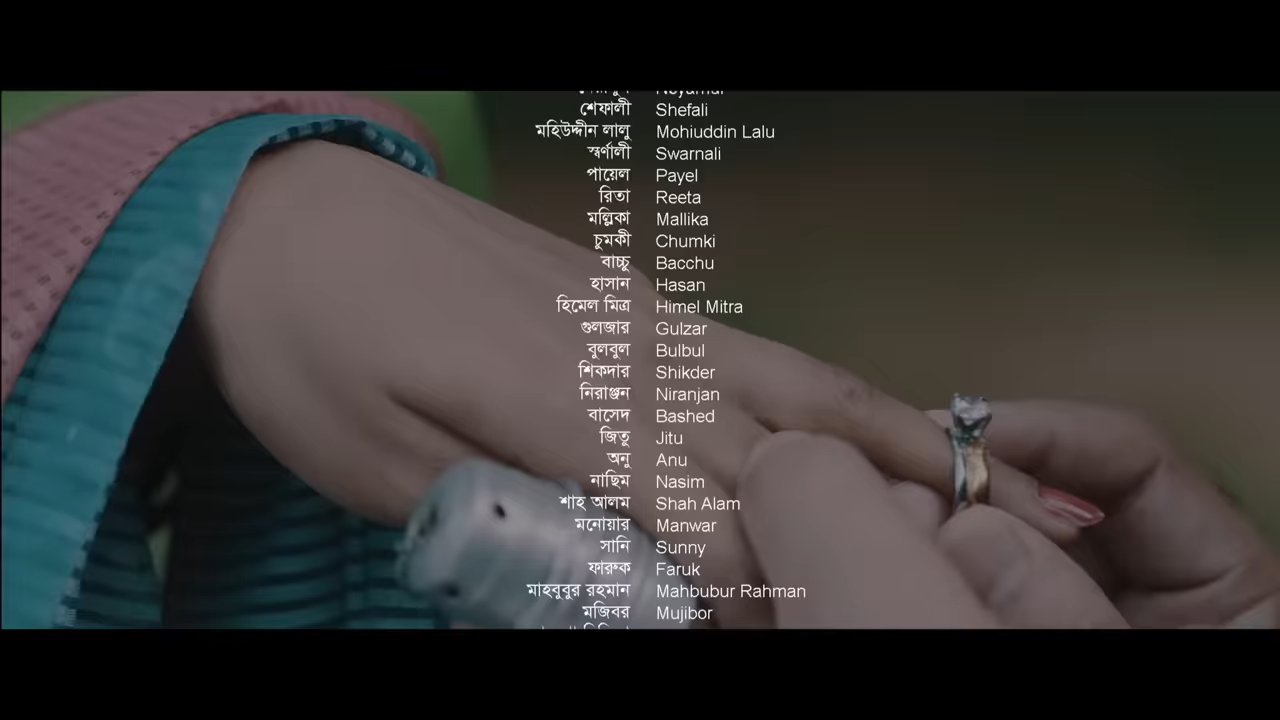 শেফালী Shefali
মহিউদ্দীন লালু Mohiuddin Lalu
স্বর্ণালী Swarnali
পায়েল Payel
রিতা Reeta
মল্লিকা Mallika
চুমকী Chumki
বাচ্চু Bacchu
হাসান Hasan
হিমেল মিত্র Himel Mitra
গুলজার Gulzar
বুলবুল Bulbul
শিকদার Shikder
নিরাঞ্জন Niranjan
বাসেদ Bashed
জিতু Jitu
অনু Anu
নাছিম Nasim
শাহ আলম Shah Alam
মনোয়ার Manwar
সানি Sunny
ফারুক Faruk
মাহবুবুর রহমান Mahbubur Rahman
মজিবর Mujibor